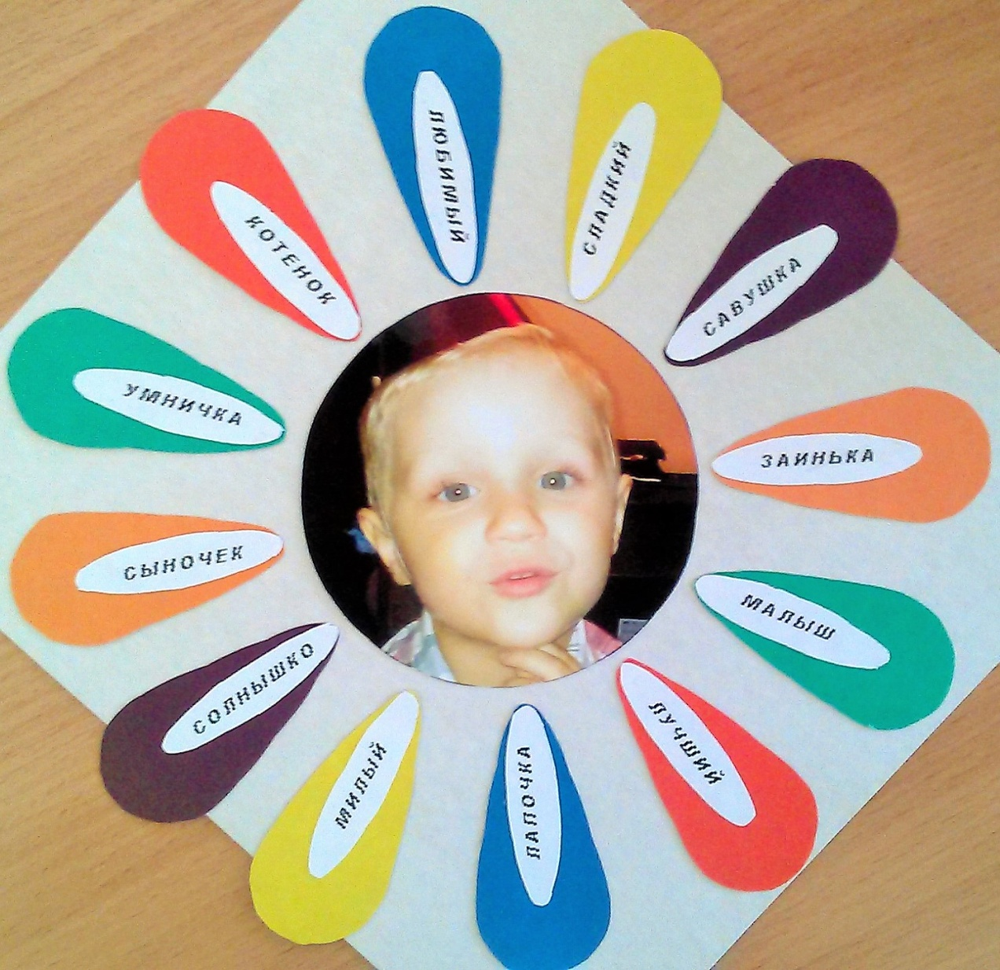 ЛЮБИМЫЙ
СЛАДКИЙ
САВУШКА
ЗАИНЬКА
МАЛЫШ
ЛУЧШИЙ
ЛАПОЧКА
МИЛЫЙ
СОЛНЫШКО
СЫНОЧЕК
УМНИЧКА
КОТЕНОК